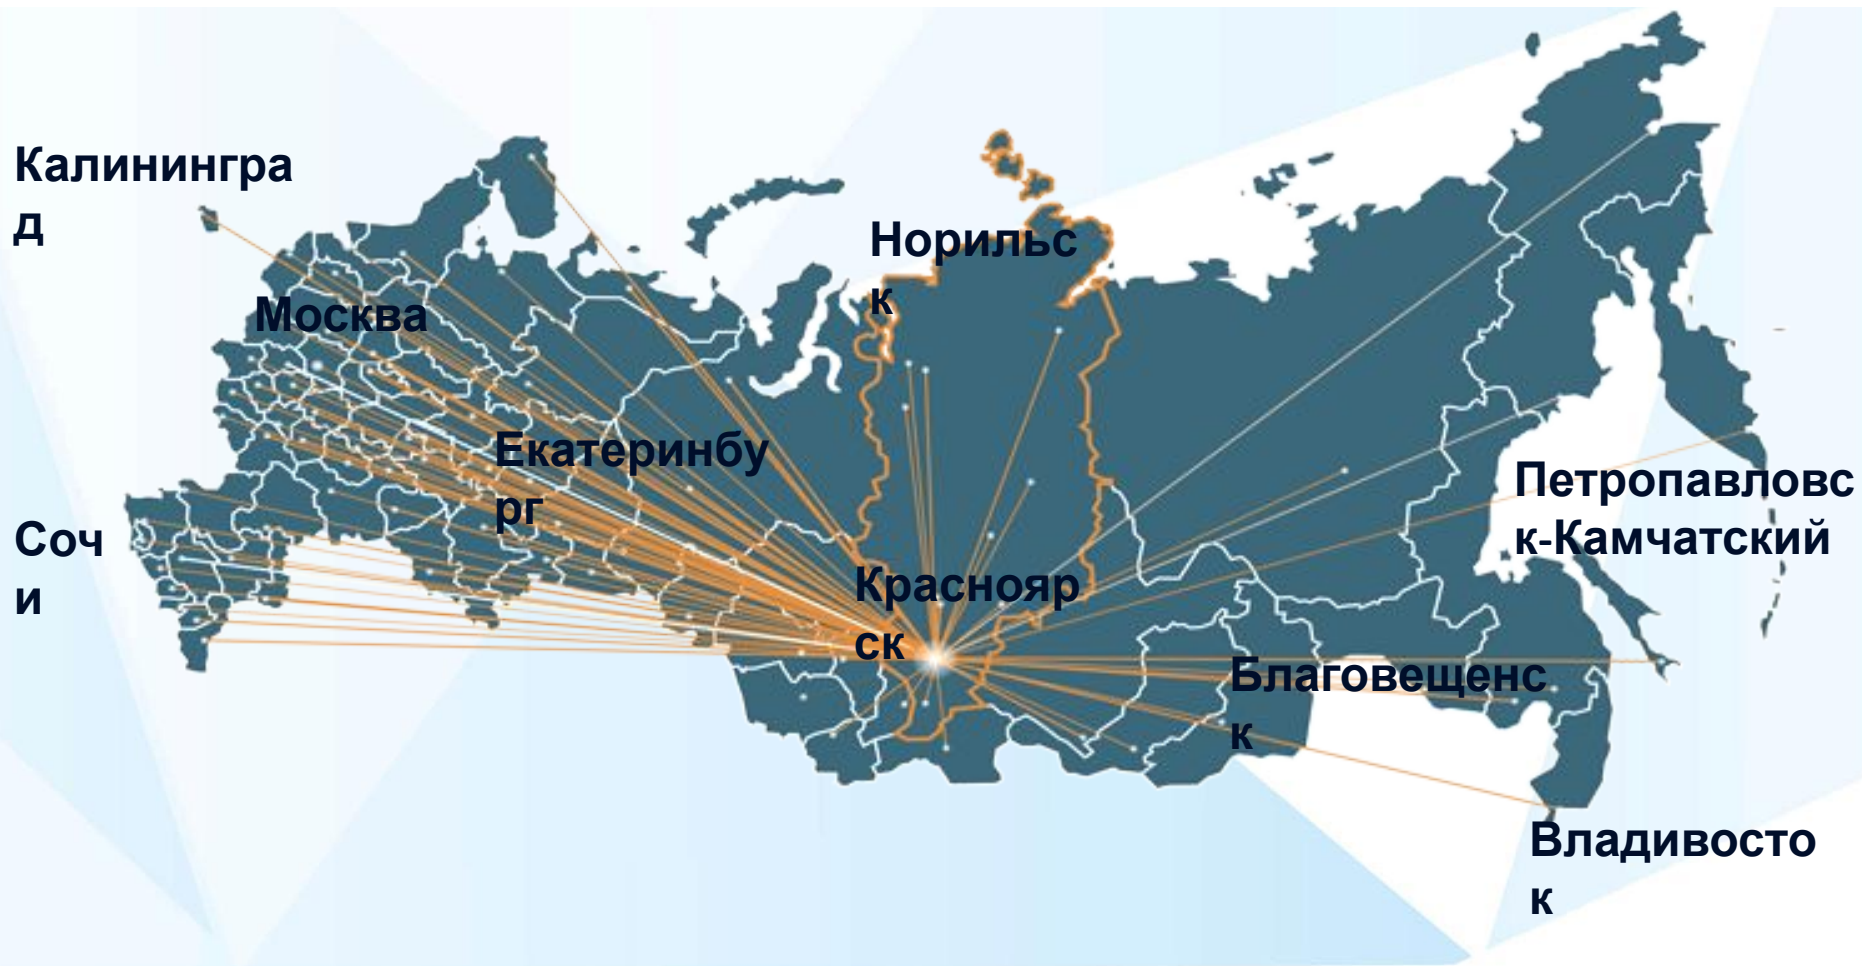 Калинингра
д
Норильс
к
Москва
Екатеринбу
рг
Петропавловс
к-Камчатский
Соч
и
Краснояр
ск
Благовещенс
к
Владивосто
к